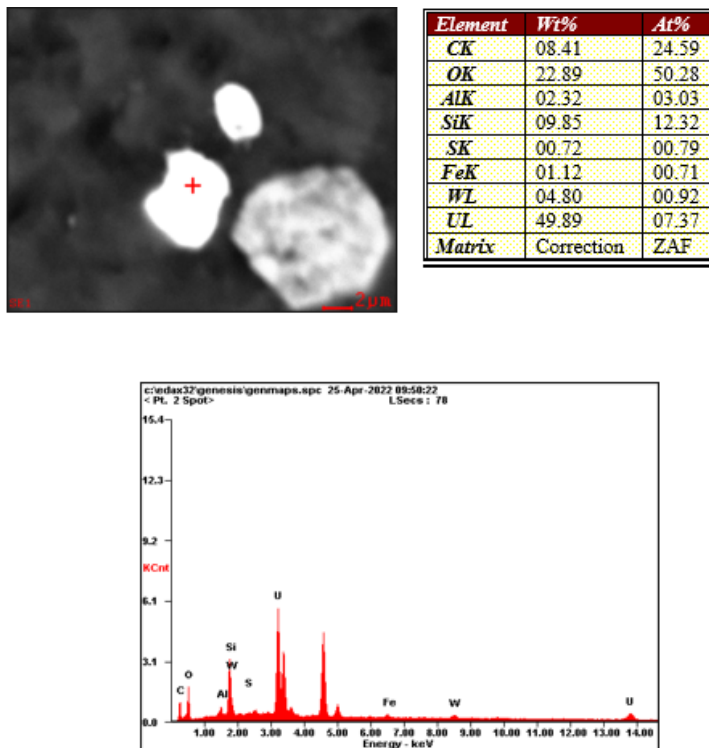 2µm
Element Wt% At%
CK 08.41 24.59
OK 22.89 50.28
AlK 02.32 03.03
SiK 09.85 12.32
SK 00.72 00.79
FeK 01.12 00.71
WL 04.80 00.92
UL 49.89 07.37
Matrix Correction ZAF
c:\edax32\genesis\genmaps.spc 25-Apr-2022 09:50:22
< Pt. 2 Spot> LSecs : 78
15.4
12.3
9.2
KCnt
6.1
3.1
0.0
C O Al Si W S U Fe W U
1.00 2.00 3.00 4.00 5.00 6.00 7.00 8.00 9.00 10.00 11.00 12.00 13.00 14.00
Energy - keV